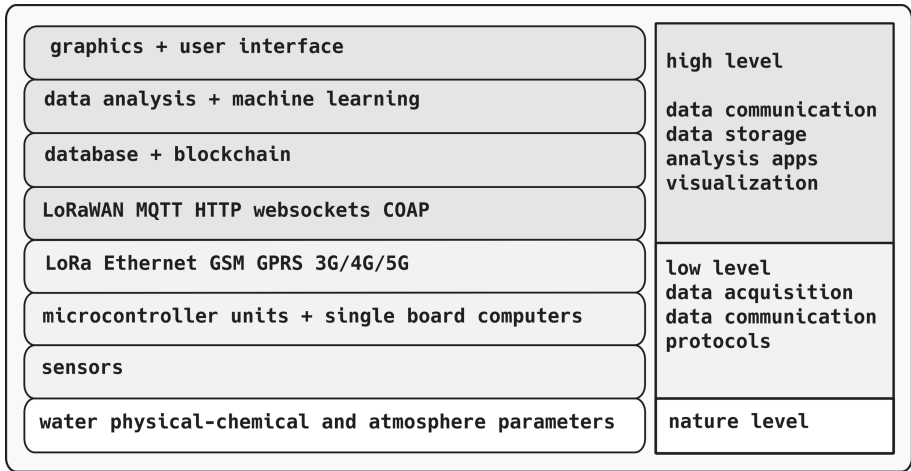 graphics + user interface
data analysis + machine learning
database + blockchain
LoRaWAN MQTT HTTP websockets COAP
LoRa Ethernet GSM GPRS 3G/4G/5G
microcontroller units + single board computers
sensors
water physical-chemical and atmosphere parameters
high level
data communication
data storage
analysis apps
visualization
low level
data acquisition
data communication
protocols
nature level